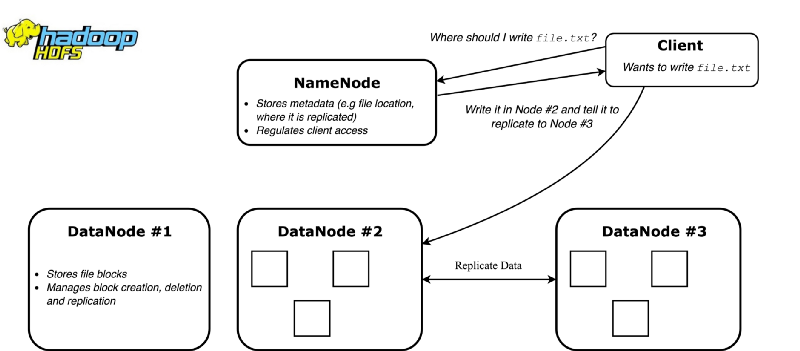 hadoop
HDFS
Where should I write file.txt?
Client
Wants to write file.txt
NameNode
• Stores metadata (e.g file location,
where it is replicated)
• Regulates client access
Write it in Node #2 and tell it to
replicate to Node #3
DataNode #1
• Stores file blocks
• Manages block creation, deletion
and replication
DataNode #2
Replicate Data
DataNode #3